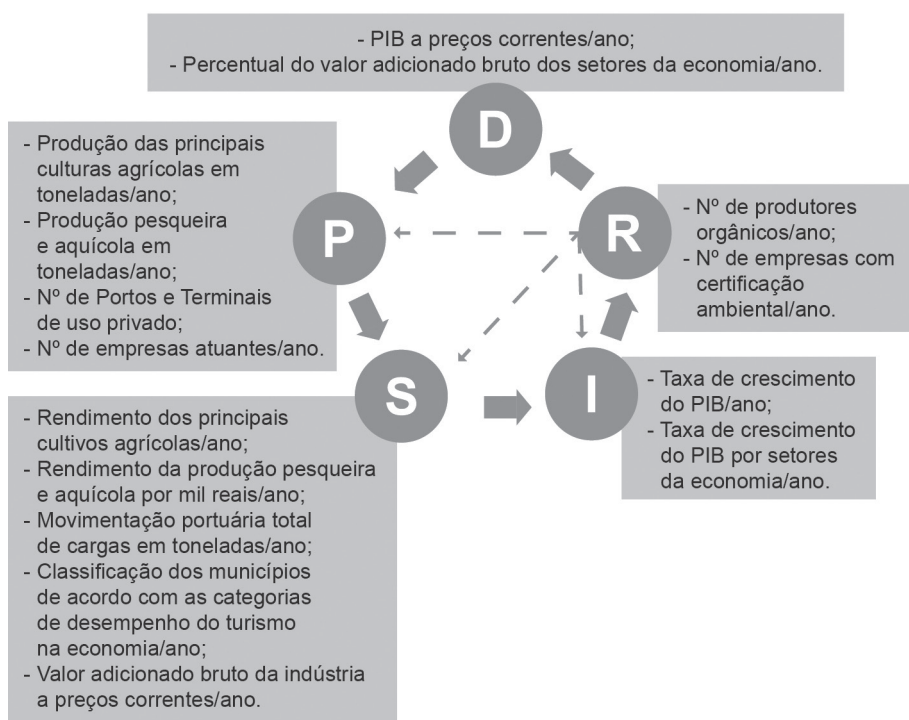 - PIB a preços correntes/ano;
- Percentual do valor adicionado bruto dos setores da economia/ano.
D
- Produção das principais
culturas agrícolas em
toneladas/ano;
- Produção pesqueira
e aquícola em
toneladas/ano;
- Nº de Portos e Terminais
de uso privado;
- Nº de empresas atuantes/ano.
P
R
- Nº de produtores
orgânicos/ano;
- Nº de empresas com
certificação
ambiental/ano.
S
I
- Taxa de crescimento
do PIB/ano;
- Taxa de crescimento
do PIB por setores
da economia/ano.
- Rendimento dos principais
cultivos agrícolas/ano;
- Rendimento da produção pesqueira
e aquícola por mil reais/ano;
- Movimentação portuária total
de cargas em toneladas/ano;
- Classificação dos municípios
de acordo com as categorias
de desempenho do turismo
na economia/ano;
- Valor adicionado bruto da indústria
a preços correntes/ano.